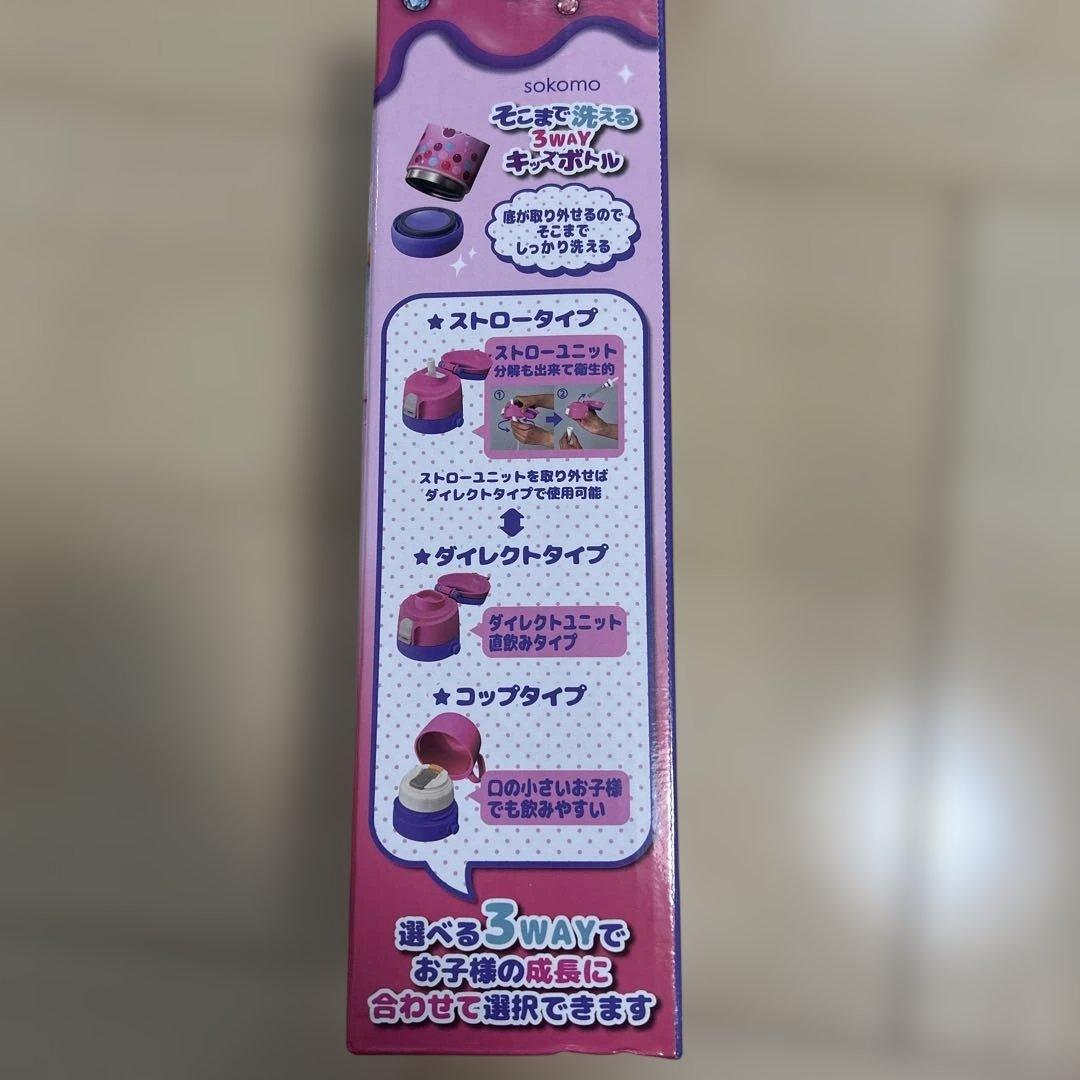 sokomo
そこまで洗える
3WAY
キッズボトル
底が取り外せるので
そこまで
しっかり洗える
★ストロータイプ
ストローユニット
分解も出来て衛生的
① ②
ストローユニットを取り外せば
ダイレクトタイプで使用可能
★ダイレクトタイプ
ダイレクトユニット
直飲みタイプ
★コップタイプ
口の小さいお子様
でも飲みやすい
選べる3WAYで
お子様の成長に
合わせて選択できます